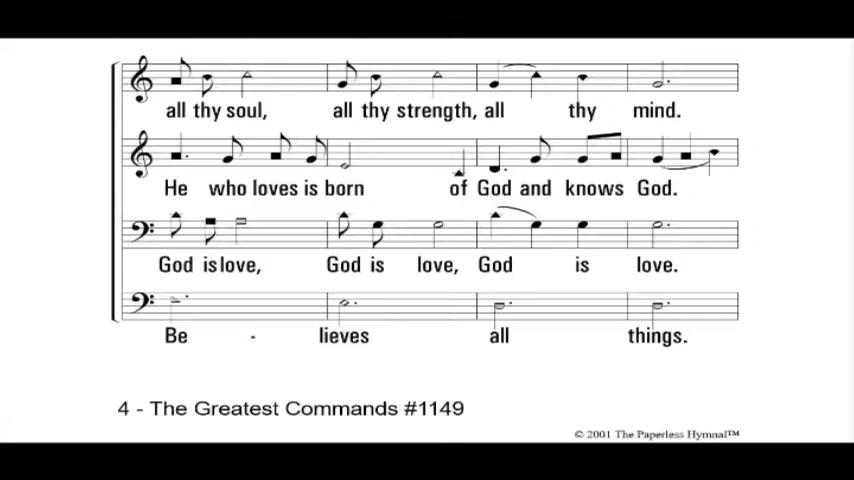 all thy soul, all thy strength, all thy mind.
He who loves is born of God and knows God.
God is love, God is love, God is love.
Be - lieves all things.
4 - The Greatest Commands #1149
© 2001 The Paperless Hymnal™